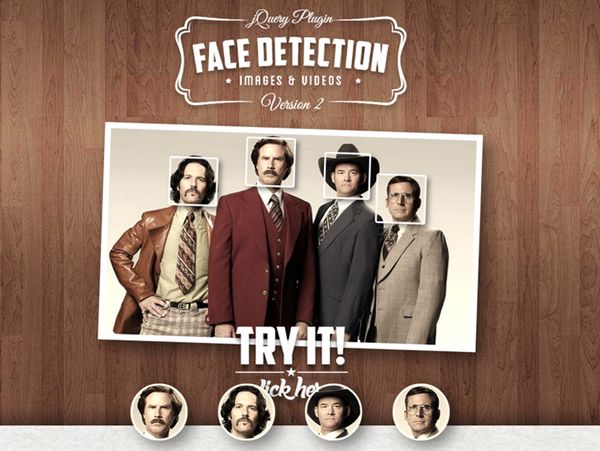 jQuery Plugin
FACE DETECTION
★ IMAGES & VIDEOS ★
Version 2
TRY IT!